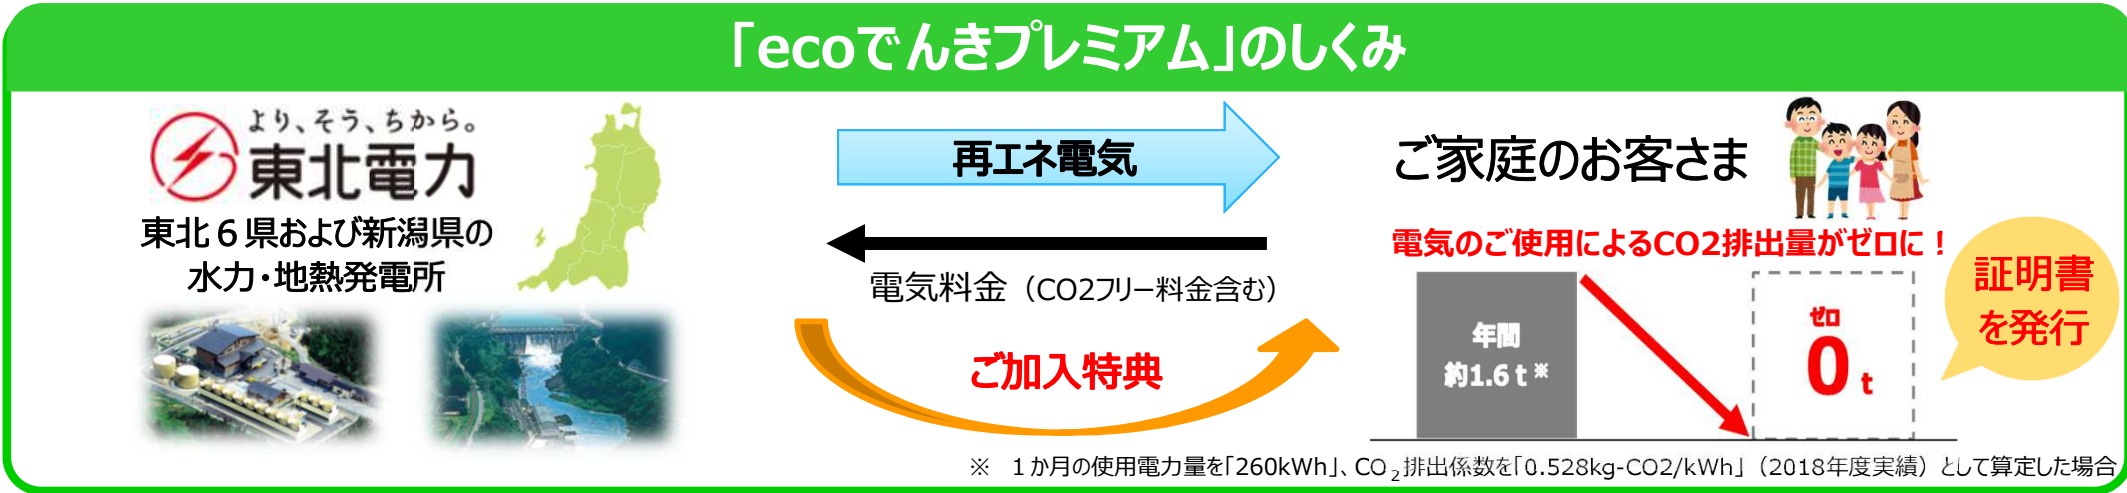 「ecoでんきプレミアム」のしくみ
より、そう、ちから。
東北電力
東北６県および新潟県の
水力・地熱発電所
再エネ電気
電気料金（CO2フリー料金含む）
ご加入特典
ご家庭のお客さま
電気のご使用によるCO2排出量がゼロに！
年間
約1.6ｔ※
ゼロ
0ｔ
証明書
を発行
※　１か月の使用電力量を「260kWh」、CO₂排出係数を「0.528kg-CO2/kWh」（2018年度実績）として算定した場合